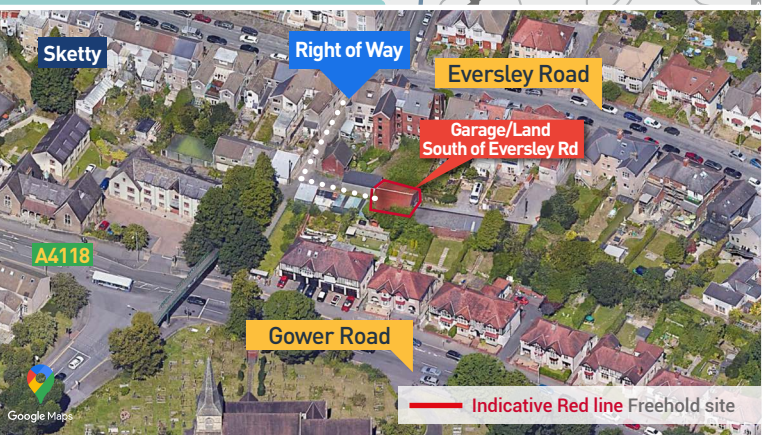 Sketty
Right of Way
Eversley Road
Garage/Land
South of Eversley Rd
A4118
Gower Road
Google Maps
Indicative Red line Freehold site